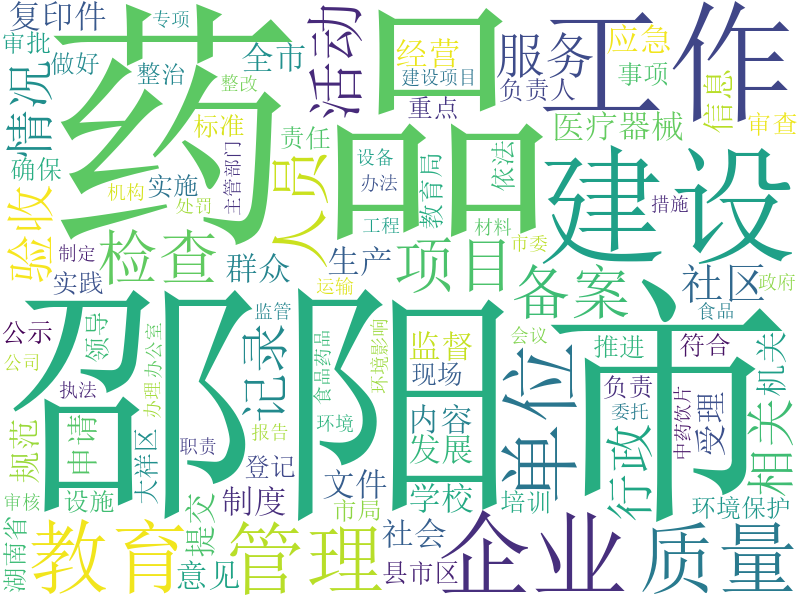 复印件
专项
审批
做好
整治
全市
整改
情况
标准
确保
实施
主管部门
责任
机构
处罚
药品
活动
经营
建设项目
重点
服务
负责人
工作
应急
事项
信息
医疗器械
审查
验收
人员
设备
办法
教育局
依法
工程
材料
市委
建设
措施
制定
检查
群众
生产
项目
实践
运输
备案
社区
政府
邵阳市
公示
领导
公司
执法
办理
办公室
监管
记录
食品药品
环境影响
监督
现场
会议
食品
单位
推进
符合
机关
负责
委托
中药饮片
受理
相关
行政
内容
发展
申请
大祥区
职责
报告
环境
规范
登记
审核
设施
提交
制度
文件
学校
培训
环境保护
湖南省
市局
社会
教育
管理
意见
县市区
企业
质量